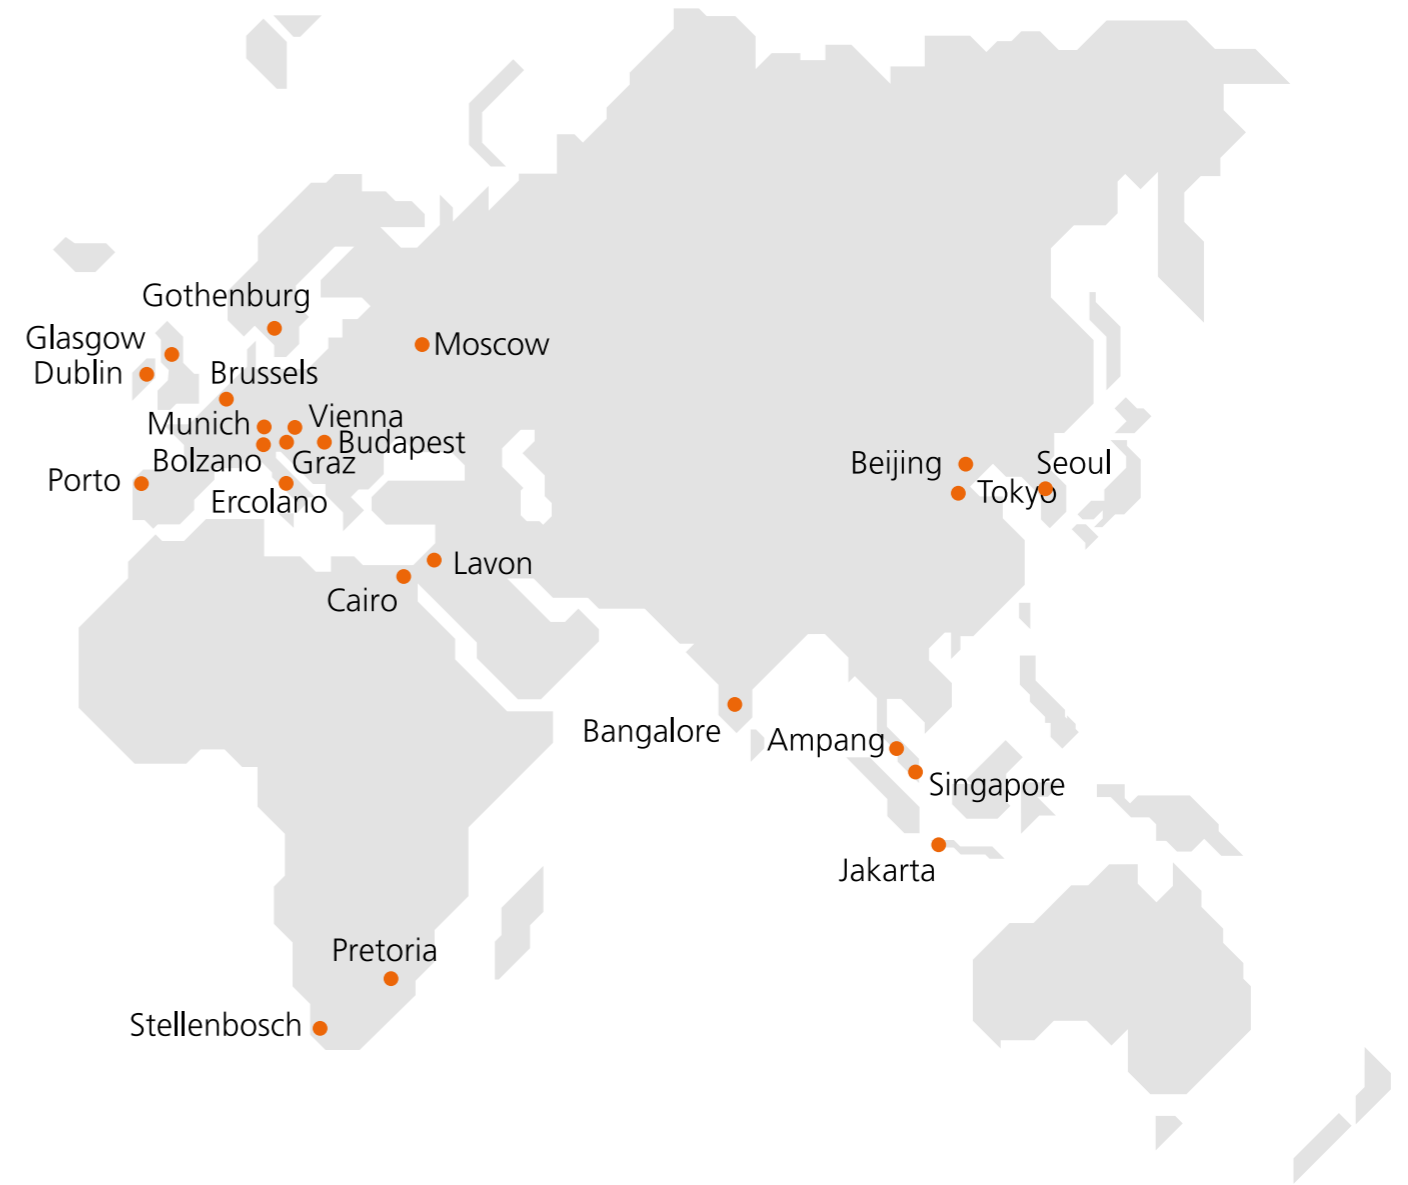 Gothenburg
Glasgow
Moscow
Dublin
Brussels
Munich
Vienna
Budapest
Bolzano
Graz
Beijing
Seoul
Porto
Tokyo
Ercolano
Lavon
Cairo
Bangalore
Ampang
Singapore
Jakarta
Pretoria
Stellenbosch